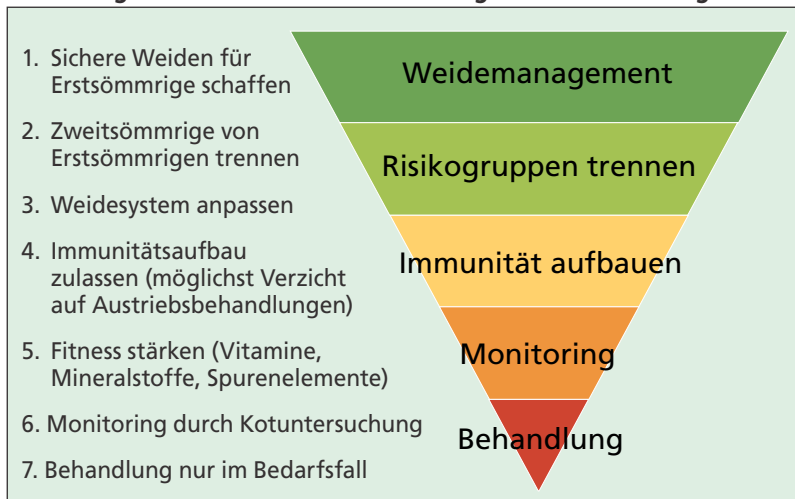 1. Sichere Weiden für
Erstsömmrige schaffen
2. Zweitsömmrige von
Erstsömmrigen trennen
3. Weidesystem anpassen
4. Immunitätsaufbau
zulassen (möglichst Verzicht
auf Austriebsbehandlungen)
5. Fitness stärken (Vitamine,
Mineralstoffe, Spurenelemente)
6. Monitoring durch Kotuntersuchung
7. Behandlung nur im Bedarfsfall
Weidemanagement
Risikogruppen trennen
Immunität aufbauen
Monitoring
Behandlung